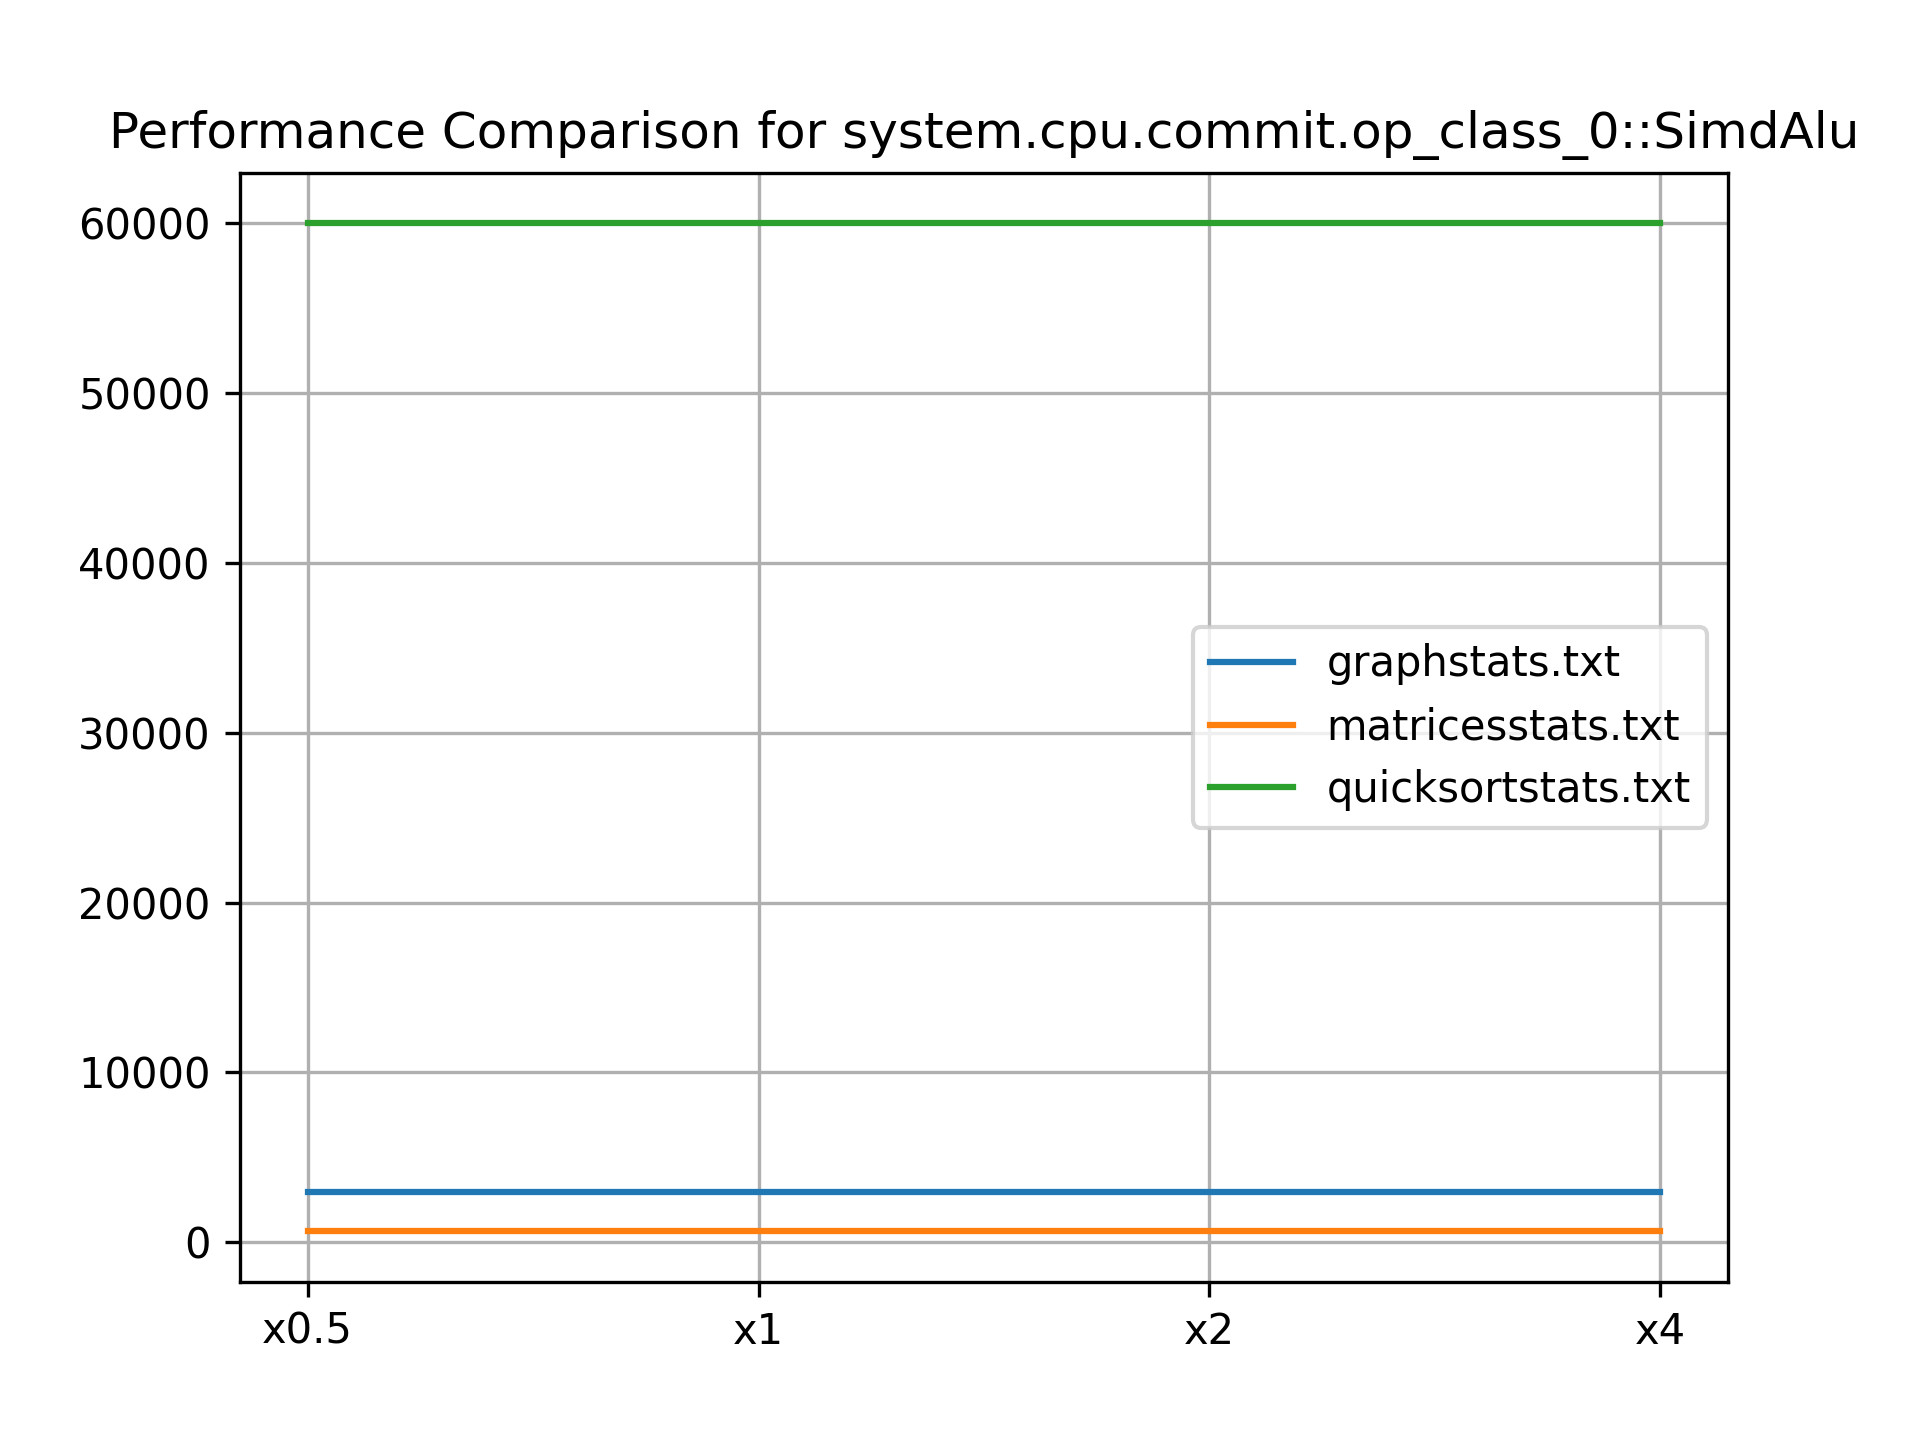 Performance Comparison for system.cpu.commit.op_class_0::SimdAlu
60000
50000
40000
30000
20000
10000
0
graphstats.txt
matricesstats.txt
quicksortstats.txt
x0.5 x1 x2 x4